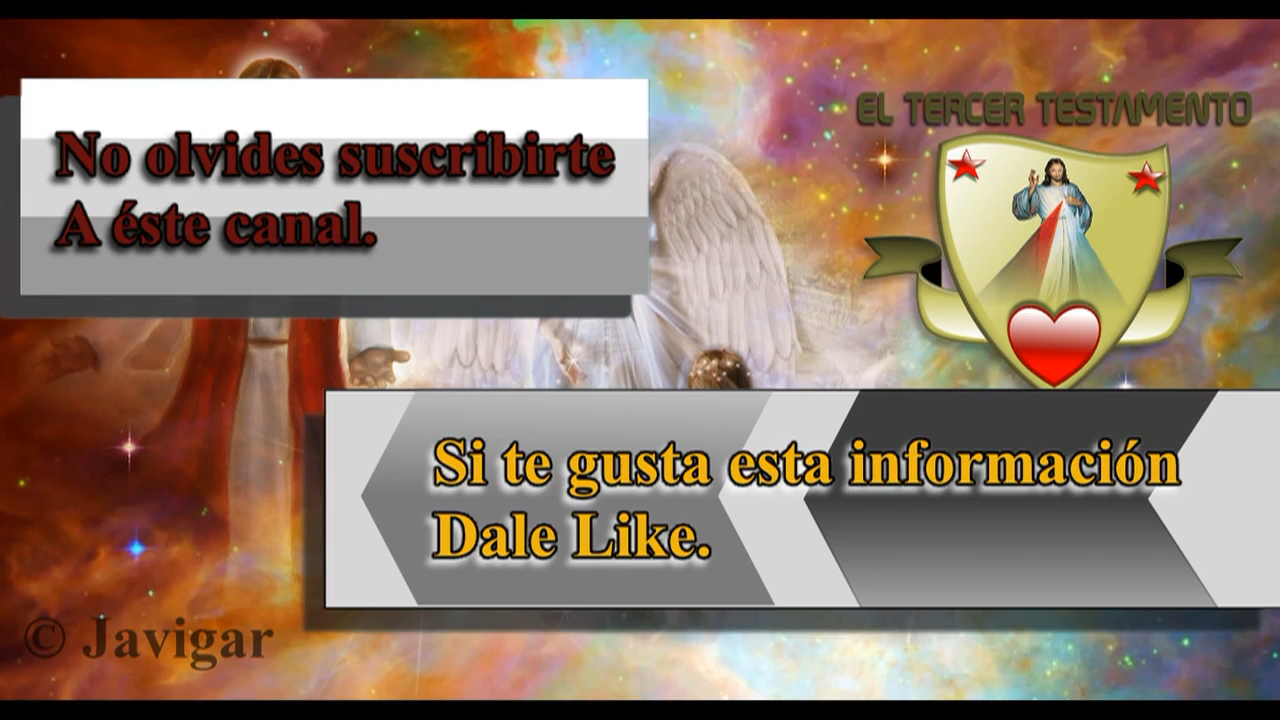 EL TERCER TESTAMENTO
No olvides suscribirte
A éste canal.
Si te gusta esta información
Dale Like.
© Javigar